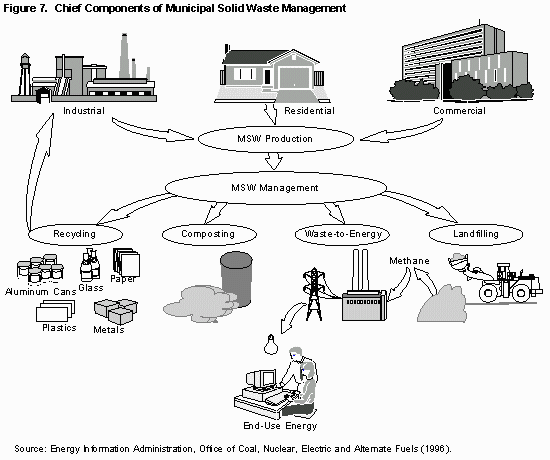 Figure 7. Chief Components of Municipal Solid Waste Management
Industrial
Residential
Commercial
MSW Production
MSW Management
Recycling
Composting
Waste-to-Energy
Landfilling
Methane
Aluminum Cans
Glass
Paper
Plastics
Metals
End-Use Energy
Source: Energy Information Administration, Office of Coal, Nuclear, Electric and Alternate Fuels (1996).